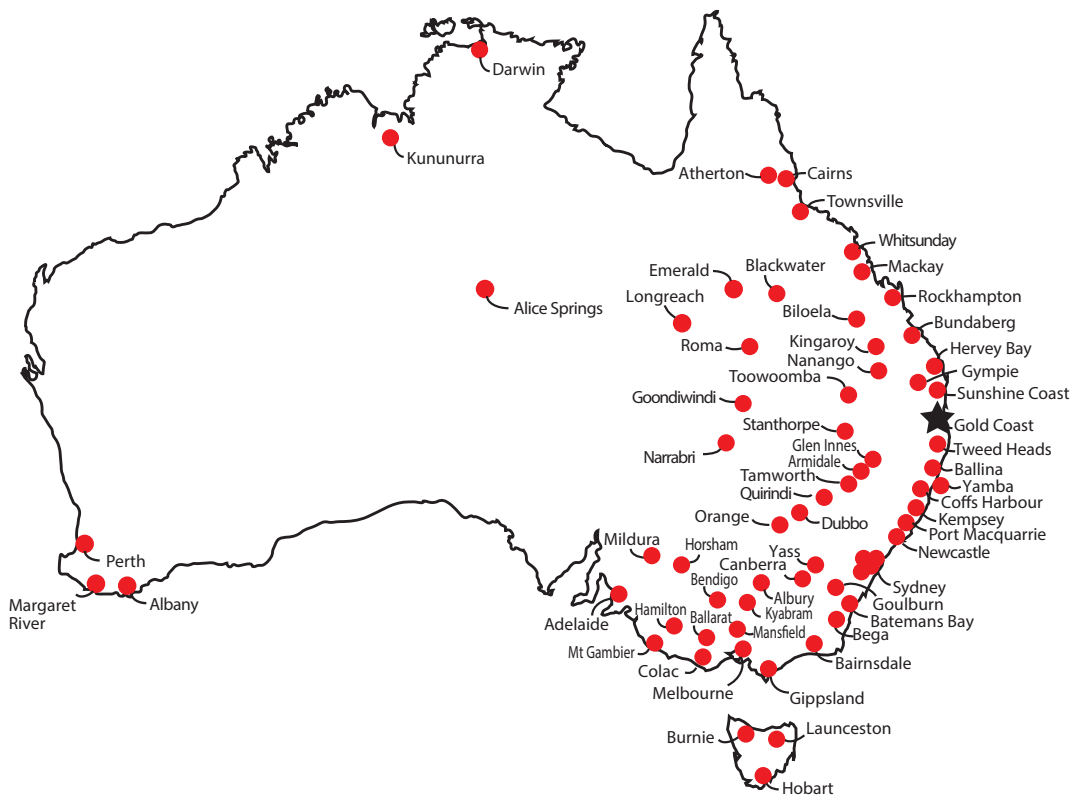 Darwin
Kununurra
Atherton
Cairns
Townsville
Whitsunday
Mackay
Emerald
Blackwater
Alice Springs
Longreach
Rockhampton
Biloela
Bundaberg
Roma
Kingaroy
Hervey Bay
Nanango
Gympie
Toowoomba
Sunshine Coast
Goondiwindi
Gold Coast
Stanthorpe
Glen Innes
Tweed Heads
Narrabri
Armidale
Ballina
Tamworth
Yamba
Quirindi
Coffs Harbour
Kempsey
Orange
Dubbo
Port Macquarrie
Mildura
Horsham
Yass
Newcastle
Perth
Canberra
Bendigo
Sydney
Margaret
River
Albany
Albury
Goulburn
Adelaide
Hamilton
Ballarat
Kyabram
Batemans Bay
Mansfield
Bega
Mt Gambier
Colac
Bairnsdale
Melbourne
Gippsland
Burnie
Launceston
Hobart